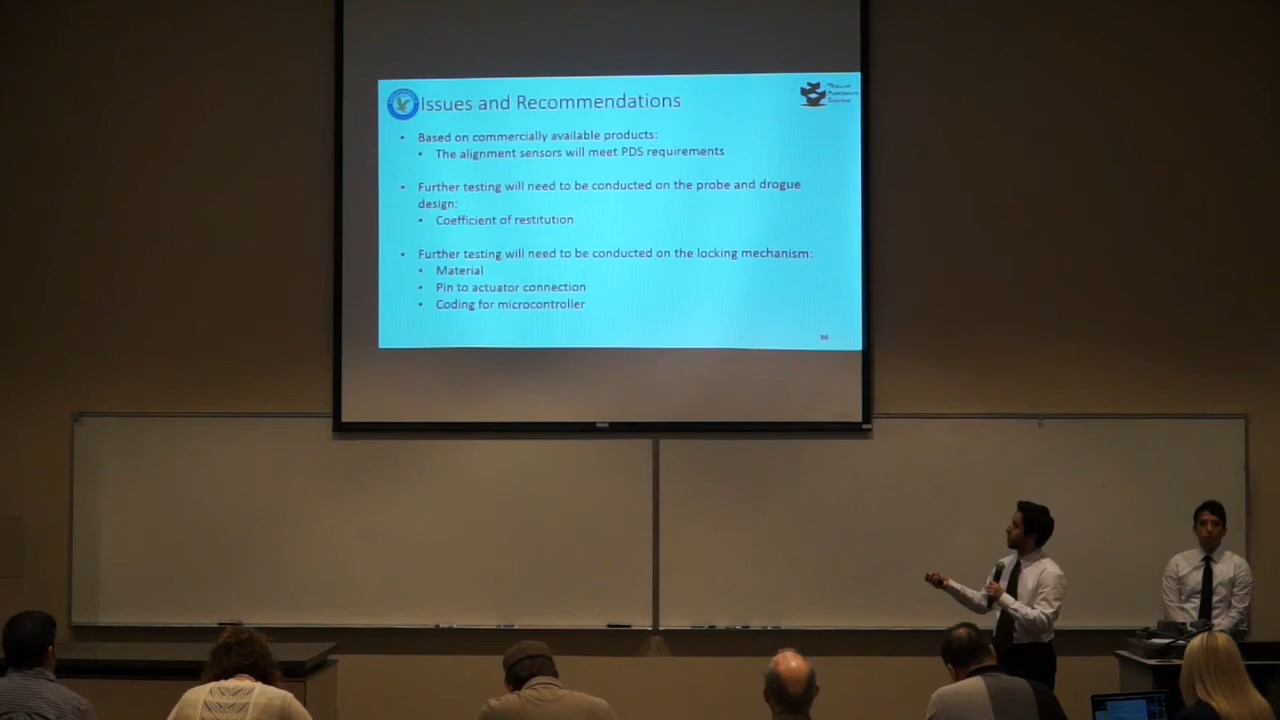 Issues and Recommendations
• Based on commercially available products:
• The alignment sensors will meet PDS requirements
• Further testing will need to be conducted on the probe and drogue
design:
• Coefficient of restitution
• Further testing will need to be conducted on the locking mechanism:
• Material
• Pin to actuator connection
• Coding for microcontroller